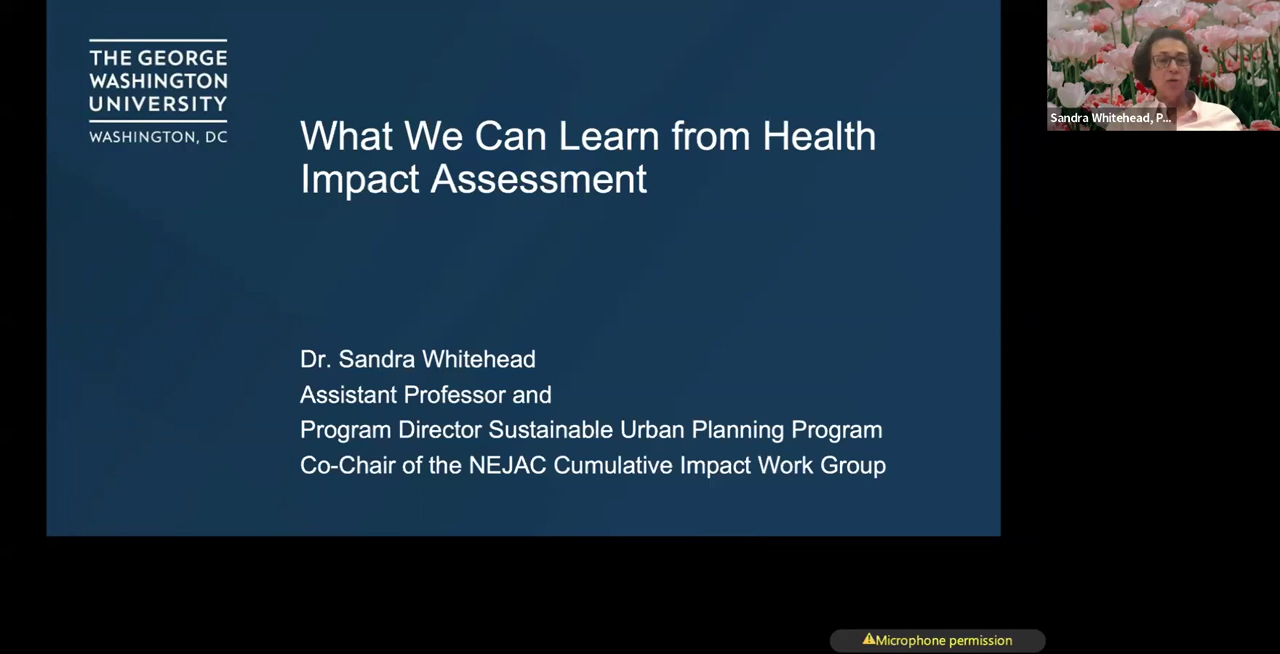 THE GEORGE
WASHINGTON
UNIVERSITY
WASHINGTON, DC
What We Can Learn from Health
Impact Assessment
Dr. Sandra Whitehead
Assistant Professor and
Program Director Sustainable Urban Planning Program
Co-Chair of the NEJAC Cumulative Impact Work Group
Sandra Whitehead, P...
Microphone permission